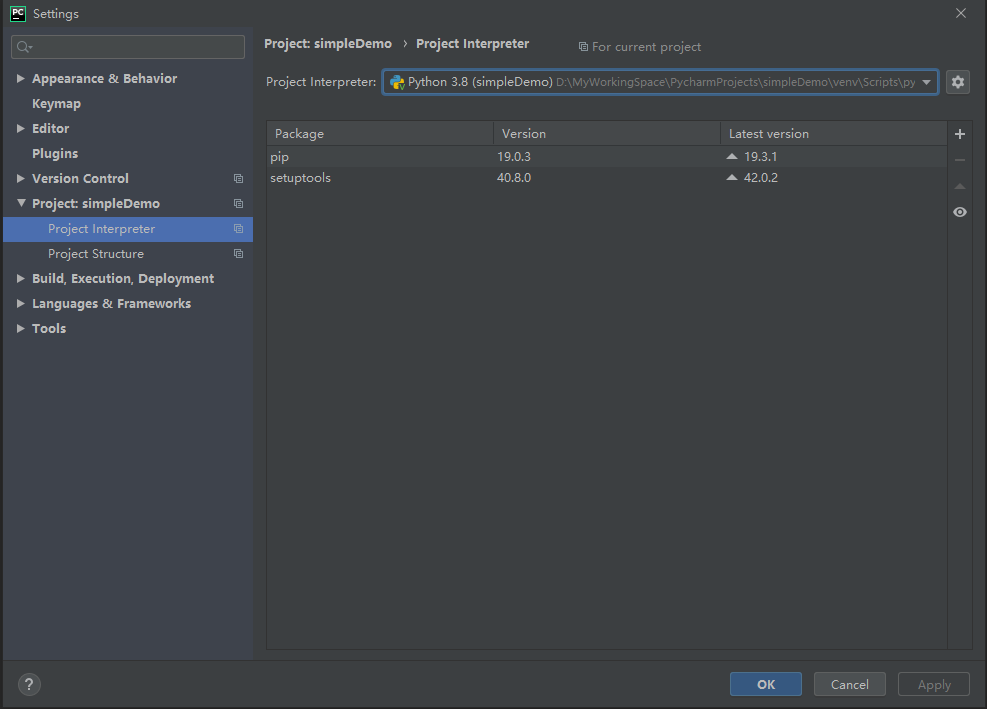 PC Settings
Project: simpleDemo › Project Interpreter For current project
Project Interpreter: Python 3.8 (simpleDemo) D:\MyWorkingSpace\PycharmProjects\simpleDemo\venv\Scripts\py
Appearance & Behavior
Keymap
Editor
Plugins
Version Control
Project: simpleDemo
Project Interpreter
Project Structure
Build, Execution, Deployment
Languages & Frameworks
Tools
Package Version Latest version
pip 19.0.3 19.3.1
setuptools 40.8.0 42.0.2
? OK Cancel Apply